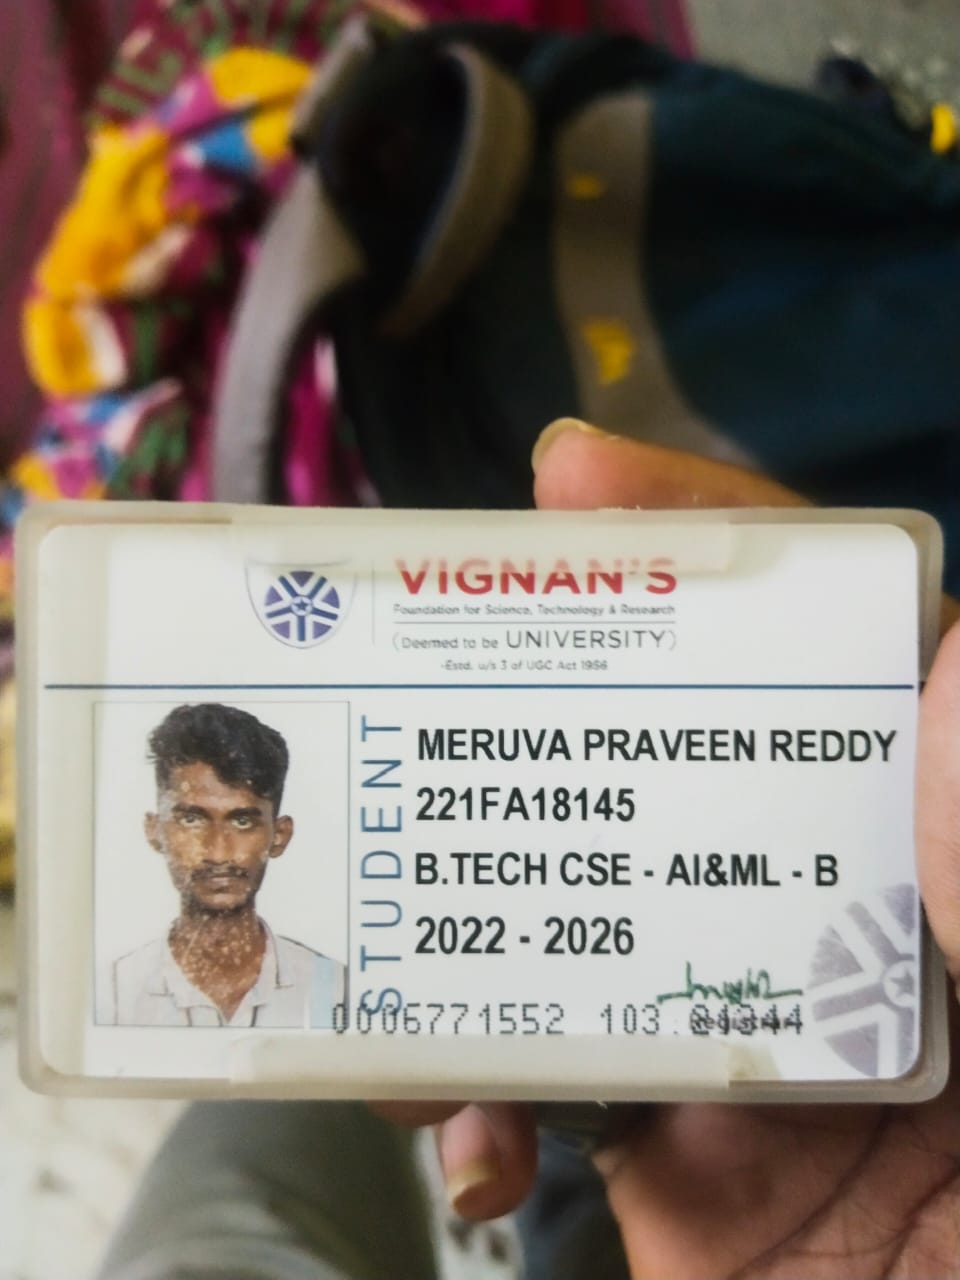 VIGNAN'S
Foundation for Science, Technology & Research
(Deemed to be UNIVERSITY)
-Estd. u/s 3 of UGC Act 1956
STUDENT
MERUVA PRAVEEN REDDY
221FA18145
B.TECH CSE - AI&ML - B
2022 - 2026
0006771552 103.